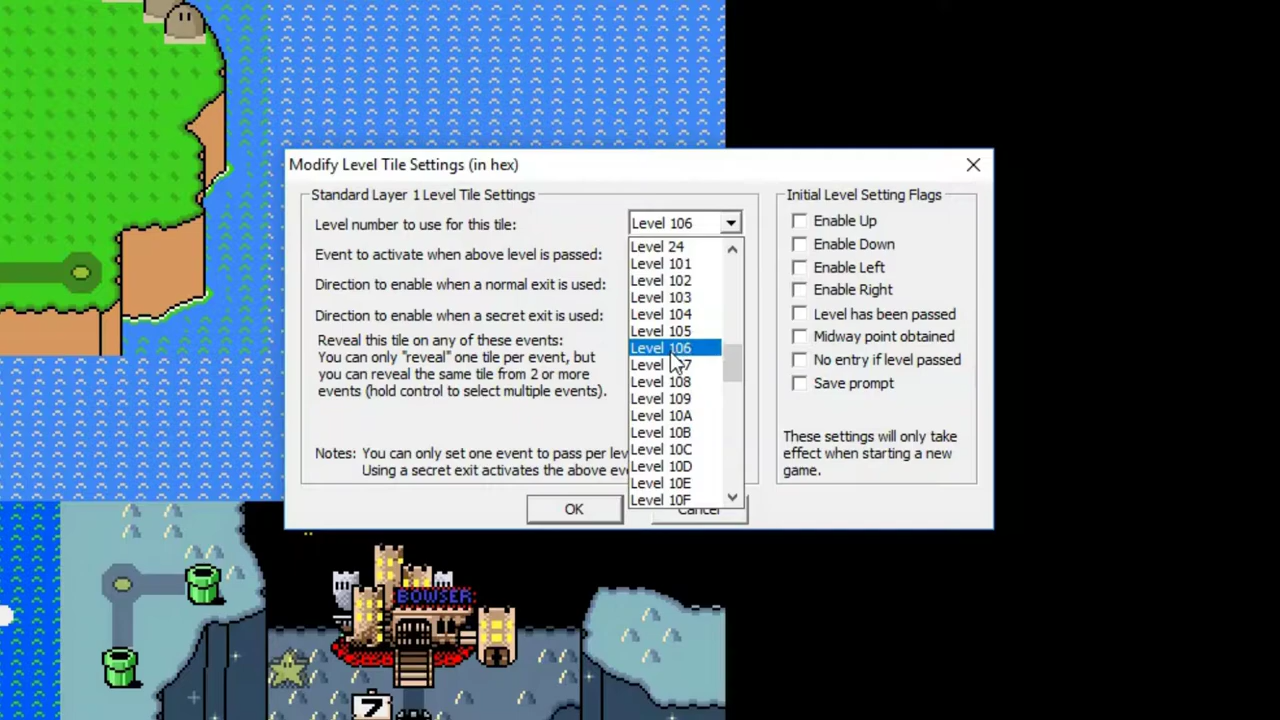 Modify Level Tile Settings (in hex)
Standard Layer 1 Level Tile Settings
Level number to use for this tile:
Level 106
Event to activate when above level is passed:
Direction to enable when a normal exit is used:
Direction to enable when a secret exit is used:
Reveal this tile on any of these events:
You can only "reveal" one tile per event, but
you can reveal the same tile from 2 or more
events (hold control to select multiple events).
Notes: You can only set one event to pass per lev
Using a secret exit activates the above eve
Level 24
Level 101
Level 102
Level 103
Level 104
Level 105
Level 106
Level
Level 108
Level 109
Level 10A
Level 10B
Level 10C
Level 10D
Level 10E
Level 10F
Initial Level Setting Flags
Enable Up
Enable Down
Enable Left
Enable Right
Level has been passed
Midway point obtained
No entry if level passed
Save prompt
These settings will only take
effect when starting a new
game.
OK
Cancel
BOWSER
7